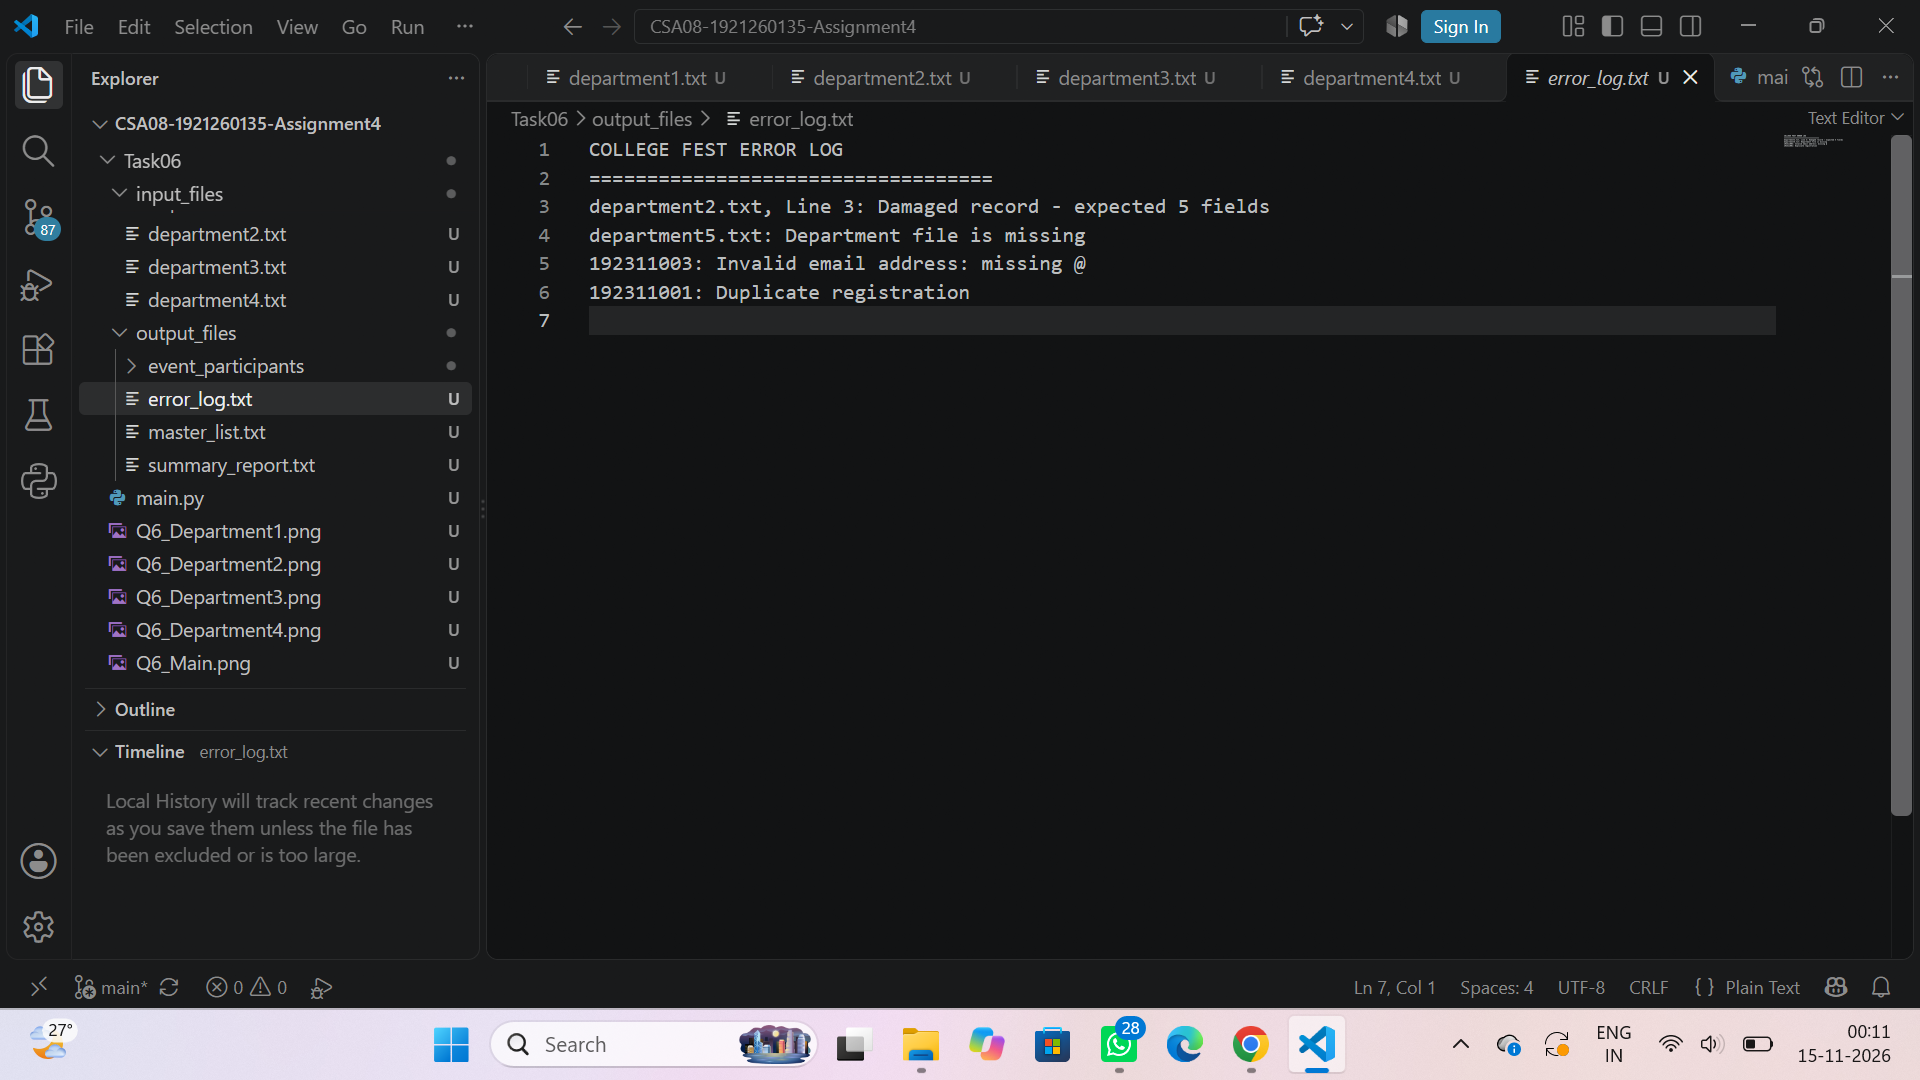 File Edit Selection View Go Run ···
CSA08-1921260135-Assignment4
Sign In
Explorer
CSA08-1921260135-Assignment4
Task06
input_files
department2.txt U
department3.txt U
department4.txt U
output_files
event_participants
error_log.txt U
master_list.txt U
summary_report.txt U
main.py U
Q6_Department1.png U
Q6_Department2.png U
Q6_Department3.png U
Q6_Department4.png U
Q6_Main.png U
Outline
Timeline error_log.txt
Local History will track recent changes
as you save them unless the file has
been excluded or is too large.
87
department1.txt U department2.txt U department3.txt U department4.txt U error_log.txt U mai
Task06 > output_files > error_log.txt
Text Editor
1 COLLEGE FEST ERROR LOG
2 ===================================
3 department2.txt, Line 3: Damaged record - expected 5 fields
4 department5.txt: Department file is missing
5 192311003: Invalid email address: missing @
6 192311001: Duplicate registration
7
main* 0 0
Ln 7, Col 1 Spaces: 4 UTF-8 CRLF { } Plain Text
27°
Search
28
ENG
IN
00:11
15-11-2026